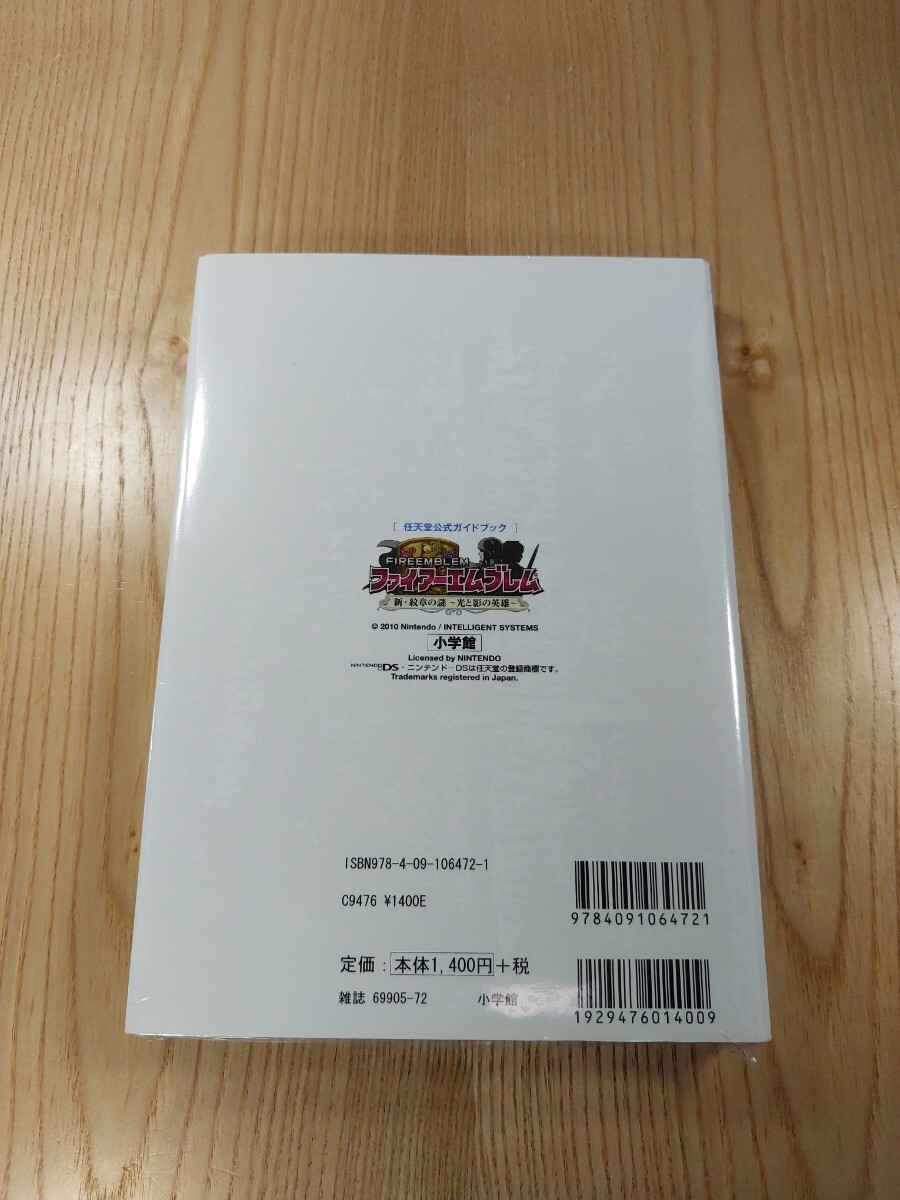 [ 任天堂公式ガイドブック ]
FIREEMBLEM
ファイアーエムブレム
新・紋章の謎 ～光と影の英雄～
© 2010 Nintendo / INTELLIGENT SYSTEMS
小学館
Licensed by NINTENDO
NINTENDODS・ニンテンドーDSは任天堂の登録商標です。
Trademarks registered in Japan.
ISBN978-4-09-106472-1
C9476 ¥1400E
9784091064721
定価：本体1,400円+税
雑誌 69905-72 小学館
1929476014009